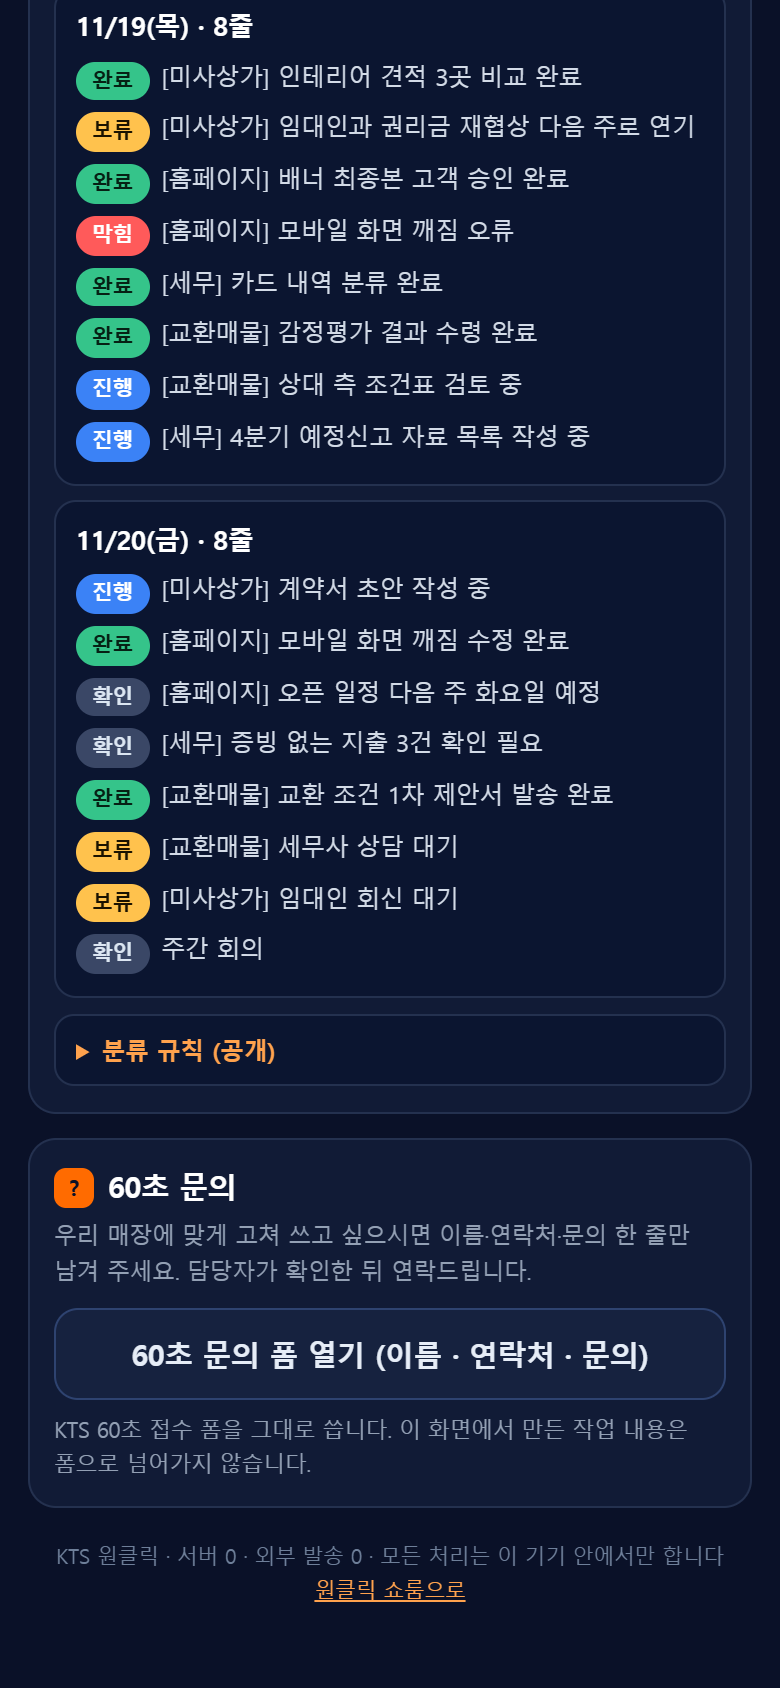 11/19(목) · 8줄
완료 [미사상가] 인테리어 견적 3곳 비교 완료
보류 [미사상가] 임대인과 권리금 재협상 다음 주로 연기
완료 [홈페이지] 배너 최종본 고객 승인 완료
막힘 [홈페이지] 모바일 화면 깨짐 오류
완료 [세무] 카드 내역 분류 완료
완료 [교환매물] 감정평가 결과 수령 완료
진행 [교환매물] 상대 측 조건표 검토 중
진행 [세무] 4분기 예정신고 자료 목록 작성 중
11/20(금) · 8줄
진행 [미사상가] 계약서 초안 작성 중
완료 [홈페이지] 모바일 화면 깨짐 수정 완료
확인 [홈페이지] 오픈 일정 다음 주 화요일 예정
확인 [세무] 증빙 없는 지출 3건 확인 필요
완료 [교환매물] 교환 조건 1차 제안서 발송 완료
보류 [교환매물] 세무사 상담 대기
보류 [미사상가] 임대인 회신 대기
확인 주간 회의
▶ 분류 규칙 (공개)
? 60초 문의
우리 매장에 맞게 고쳐 쓰고 싶으시면 이름·연락처·문의 한 줄만
남겨 주세요. 담당자가 확인한 뒤 연락드립니다.
60초 문의 폼 열기 (이름 · 연락처 · 문의)
KTS 60초 접수 폼을 그대로 씁니다. 이 화면에서 만든 작업 내용은
폼으로 넘어가지 않습니다.
KTS 원클릭 · 서버 0 · 외부 발송 0 · 모든 처리는 이 기기 안에서만 합니다
원클릭 쇼룸으로